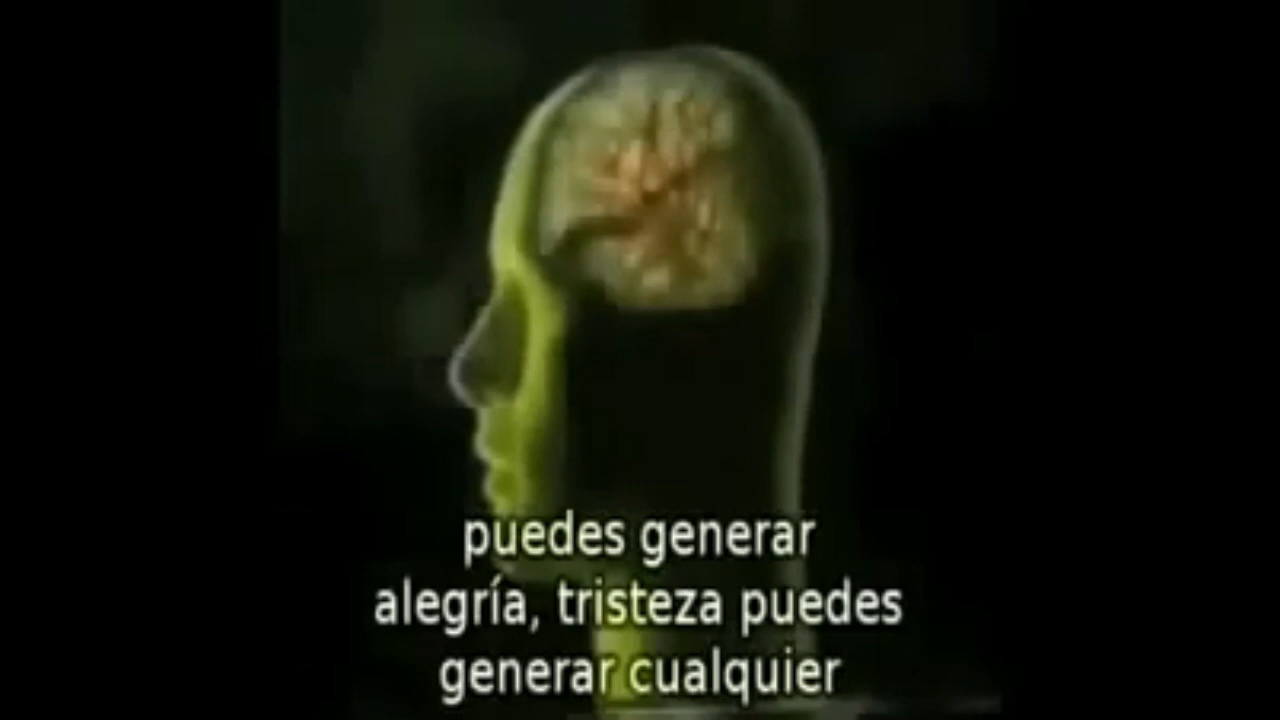 puedes generar
alegría, tristeza puedes
generar cualquier